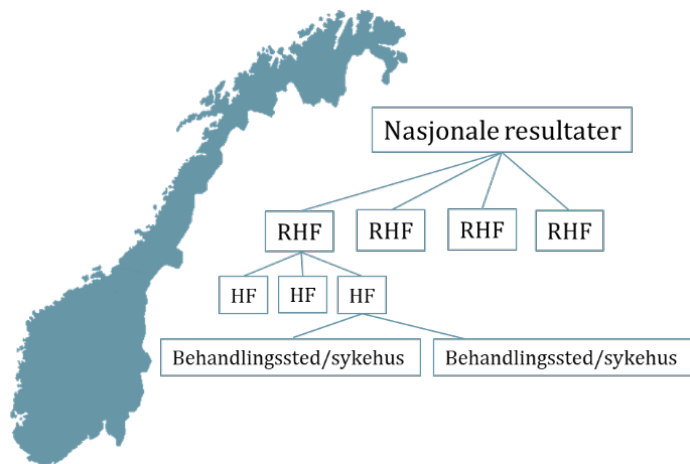 Nasjonale resultater
RHF RHF RHF RHF
HF HF HF
Behandlingssted/sykehus Behandlingssted/sykehus